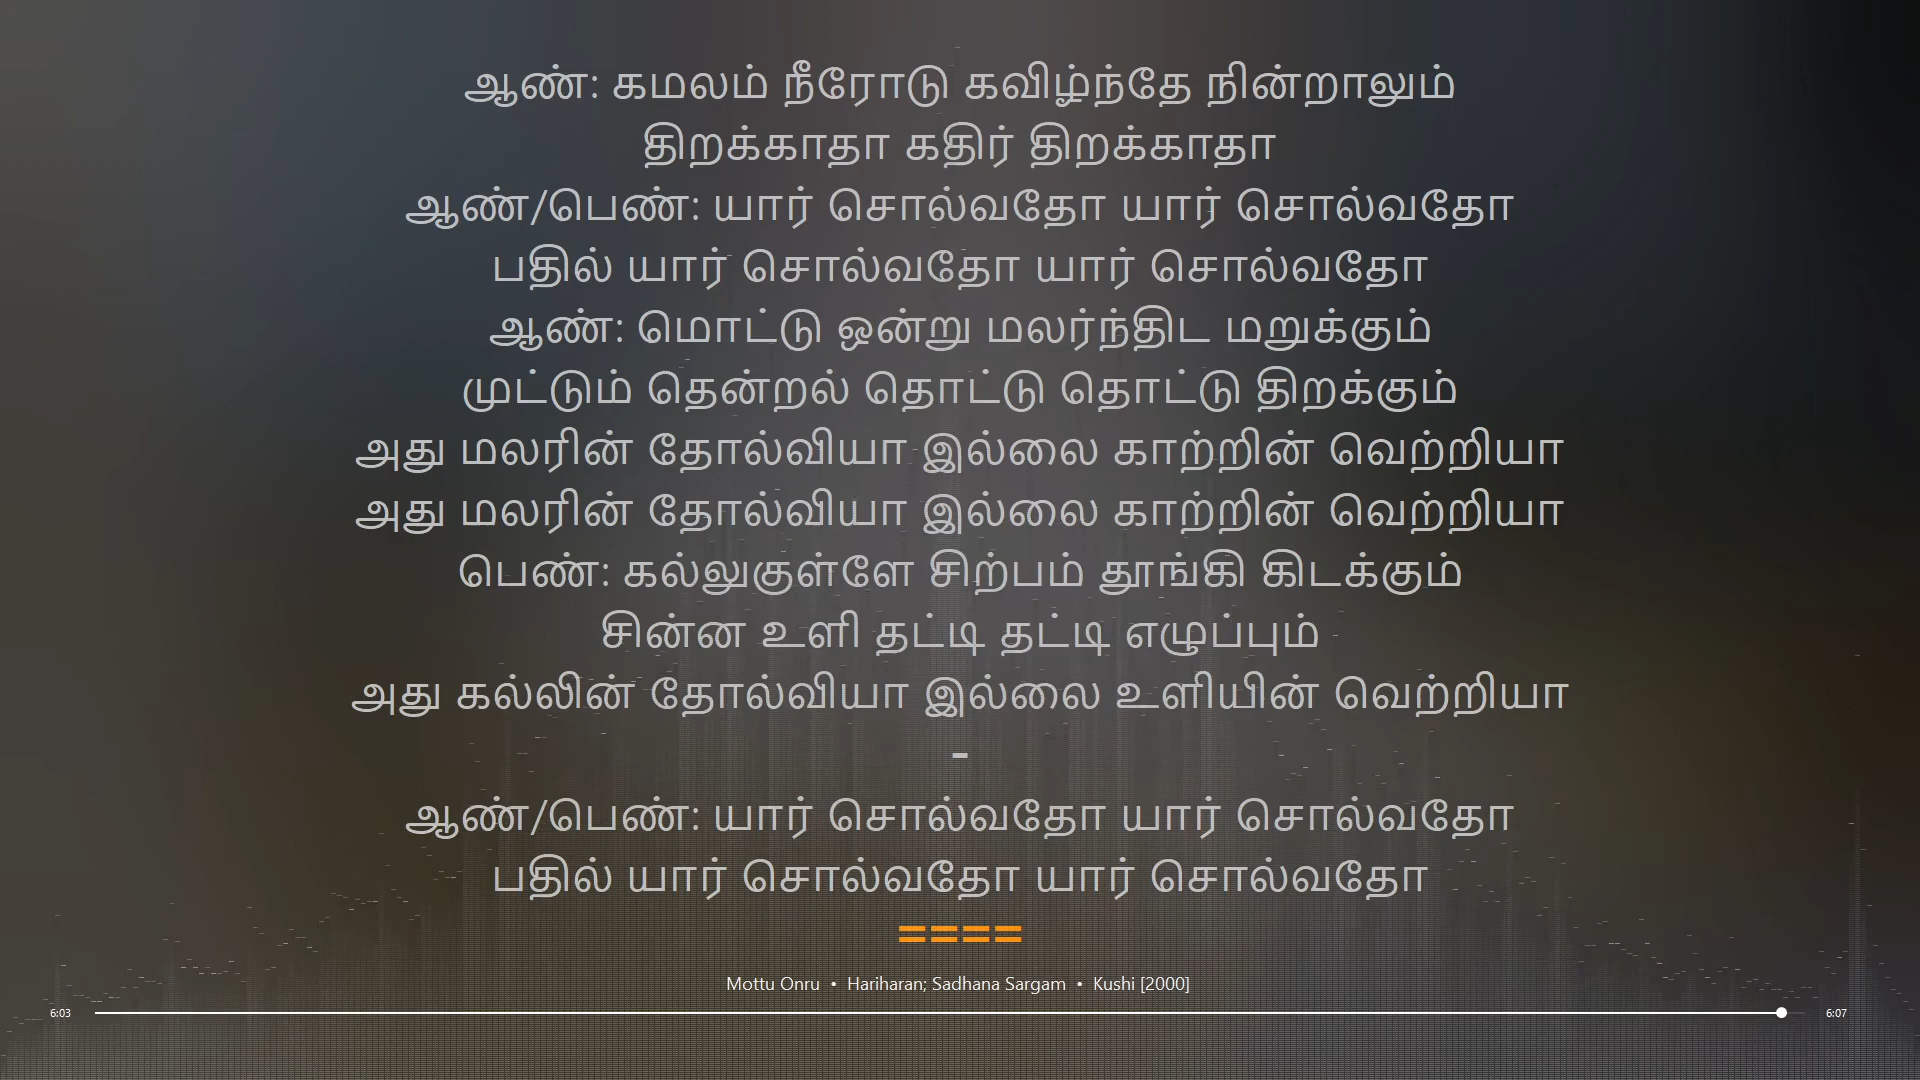 ஆண்: கமலம் நீரோடு கவிழ்ந்தே நின்றாலும்
திறக்காதா கதிர் திறக்காதா
ஆண்/பெண்: யார் சொல்வதோ யார் சொல்வதோ
பதில் யார் சொல்வதோ யார் சொல்வதோ
ஆண்: மொட்டு ஒன்று மலர்ந்திட மறுக்கும்
முட்டும் தென்றல் தொட்டு தொட்டு திறக்கும்
அது மலரின் தோல்வியா இல்லை காற்றின் வெற்றியா
அது மலரின் தோல்வியா இல்லை காற்றின் வெற்றியா
பெண்: கல்லுகுள்ளே சிற்பம் தூங்கி கிடக்கும்
சின்ன உளி தட்டி தட்டி எழுப்பும்
அது கல்லின் தோல்வியா இல்லை உளியின் வெற்றியா
-
ஆண்/பெண்: யார் சொல்வதோ யார் சொல்வதோ
பதில் யார் சொல்வதோ யார் சொல்வதோ
====
Mottu Onru • Hariharan; Sadhana Sargam • Kushi [2000]
6:03 6:07